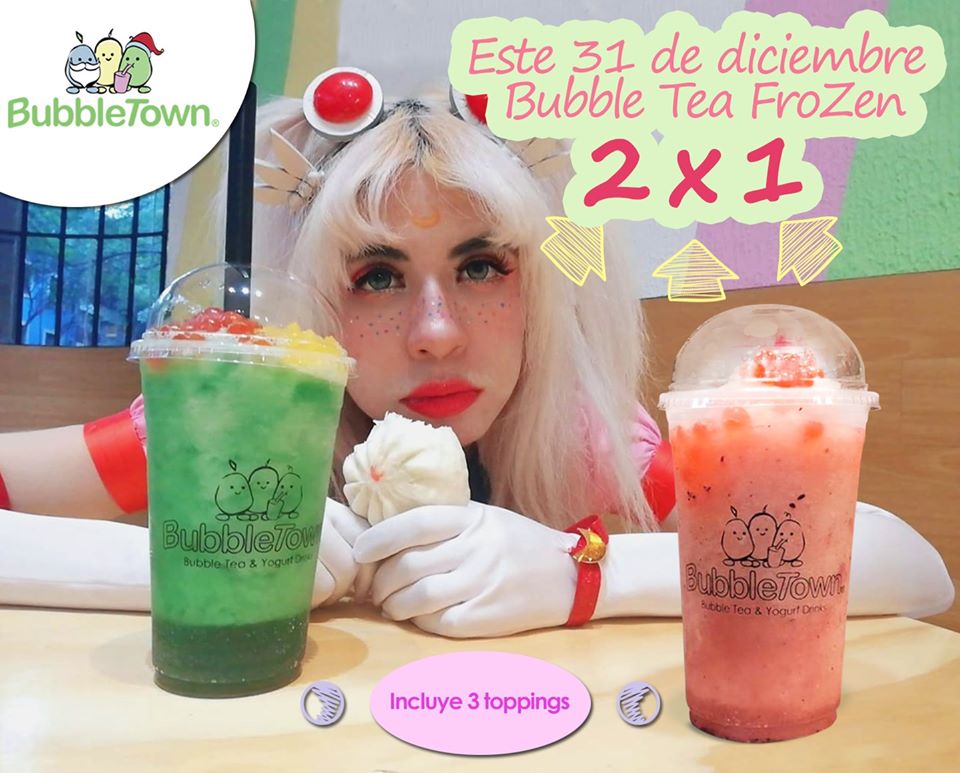 BubbleTown®
Este 31 de diciembre
Bubble Tea FroZen
2 x 1
BubbleTown
Bubble Tea & Yogurt Drinks
BubbleTown®
Bubble Tea & Yogurt Drinks
Incluye 3 toppings